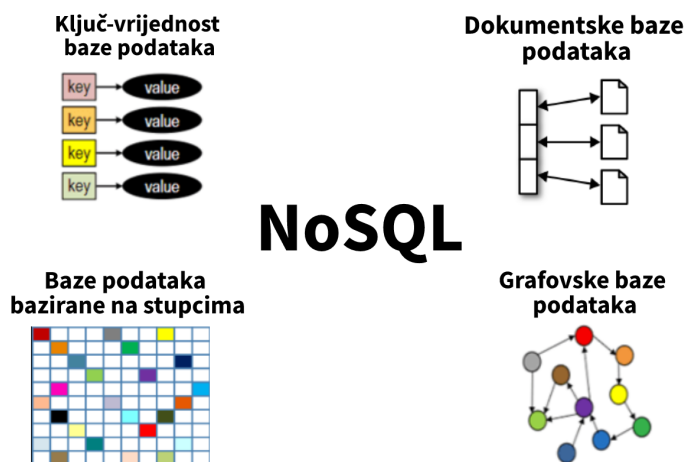 Ključ-vrijednost
baze podataka
key value
key value
key value
key value
Dokumentske baze
podataka
NoSQL
Baze podataka
bazirane na stupcima
Grafovske baze
podataka